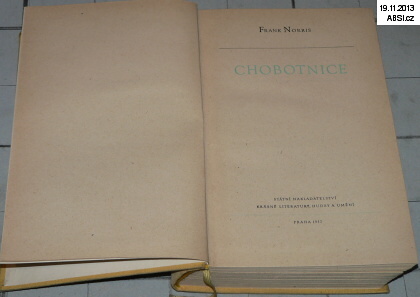 19.11.2013
ABSI.cz
FRANK NORRIS
CHOBOTNICE
STÁTNÍ NAKLADATELSTVÍ
KRÁSNÉ LITERATURY, HUDBY A UMĚNÍ
PRAHA